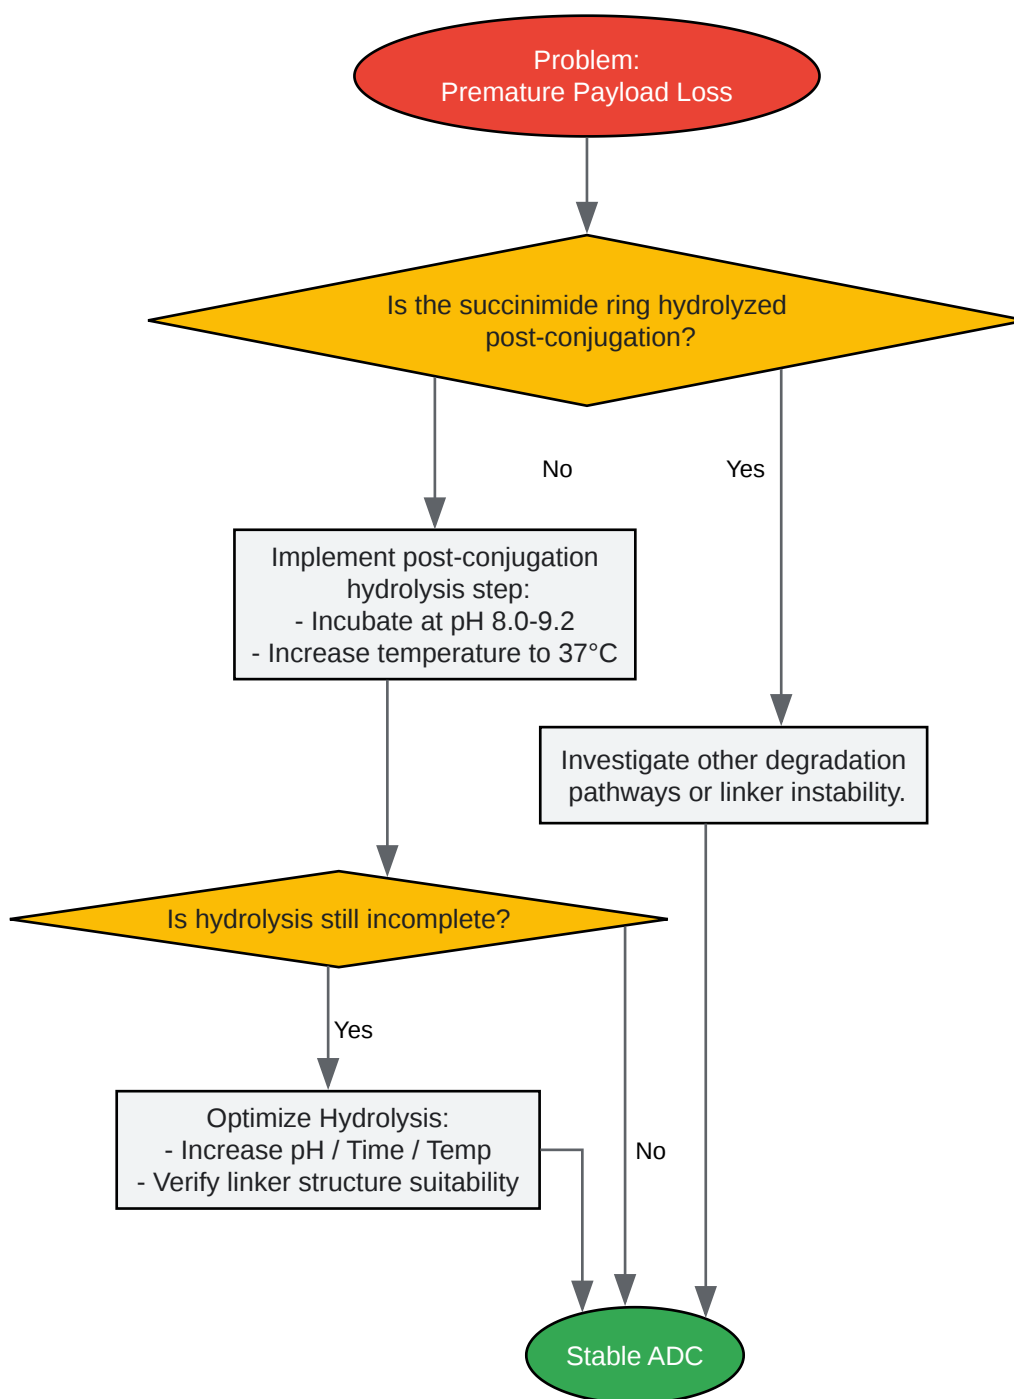 Problem:
Premature Payload Loss
Is the succinimide ring hydrolyzed
post-conjugation?
No
Yes
Implement post-conjugation
hydrolysis step:
- Incubate at pH 8.0-9.2
- Increase temperature to 37°C
Investigate other degradation
pathways or linker instability.
Is hydrolysis still incomplete?
Yes
Optimize Hydrolysis:
- Increase pH / Time / Temp
- Verify linker structure suitability
No
Stable ADC